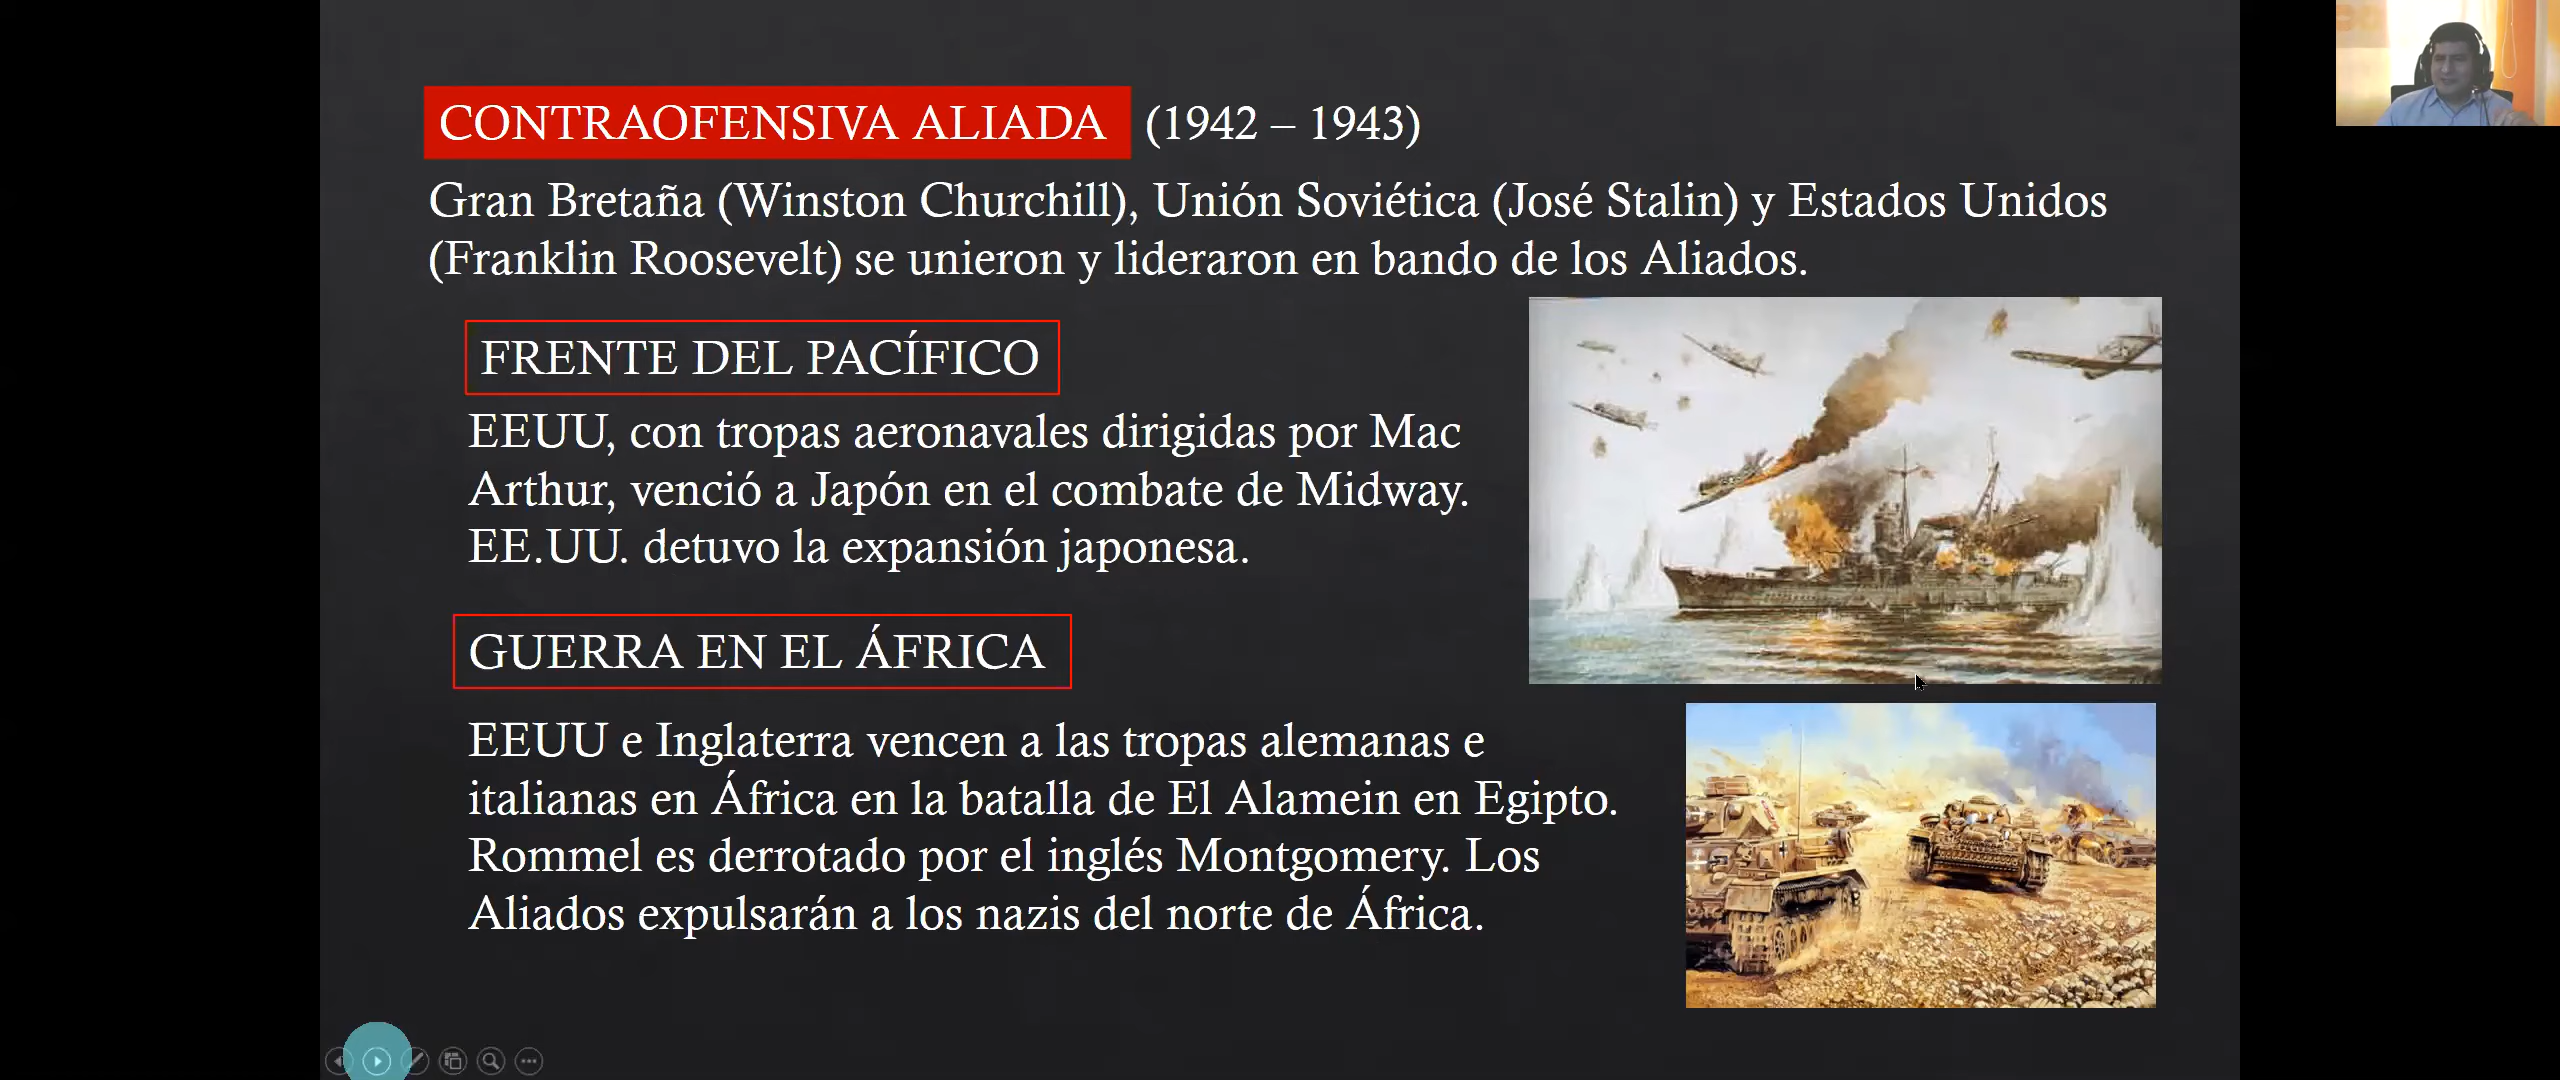 CONTRAOFENSIVA ALIADA (1942 – 1943)
Gran Bretaña (Winston Churchill), Unión Soviética (José Stalin) y Estados Unidos
(Franklin Roosevelt) se unieron y lideraron en bando de los Aliados.
FRENTE DEL PACÍFICO
EEUU, con tropas aeronavales dirigidas por Mac
Arthur, venció a Japón en el combate de Midway.
EE.UU. detuvo la expansión japonesa.
GUERRA EN EL ÁFRICA
EEUU e Inglaterra vencen a las tropas alemanas e
italianas en África en la batalla de El Alamein en Egipto.
Rommel es derrotado por el inglés Montgomery. Los
Aliados expulsarán a los nazis del norte de África.